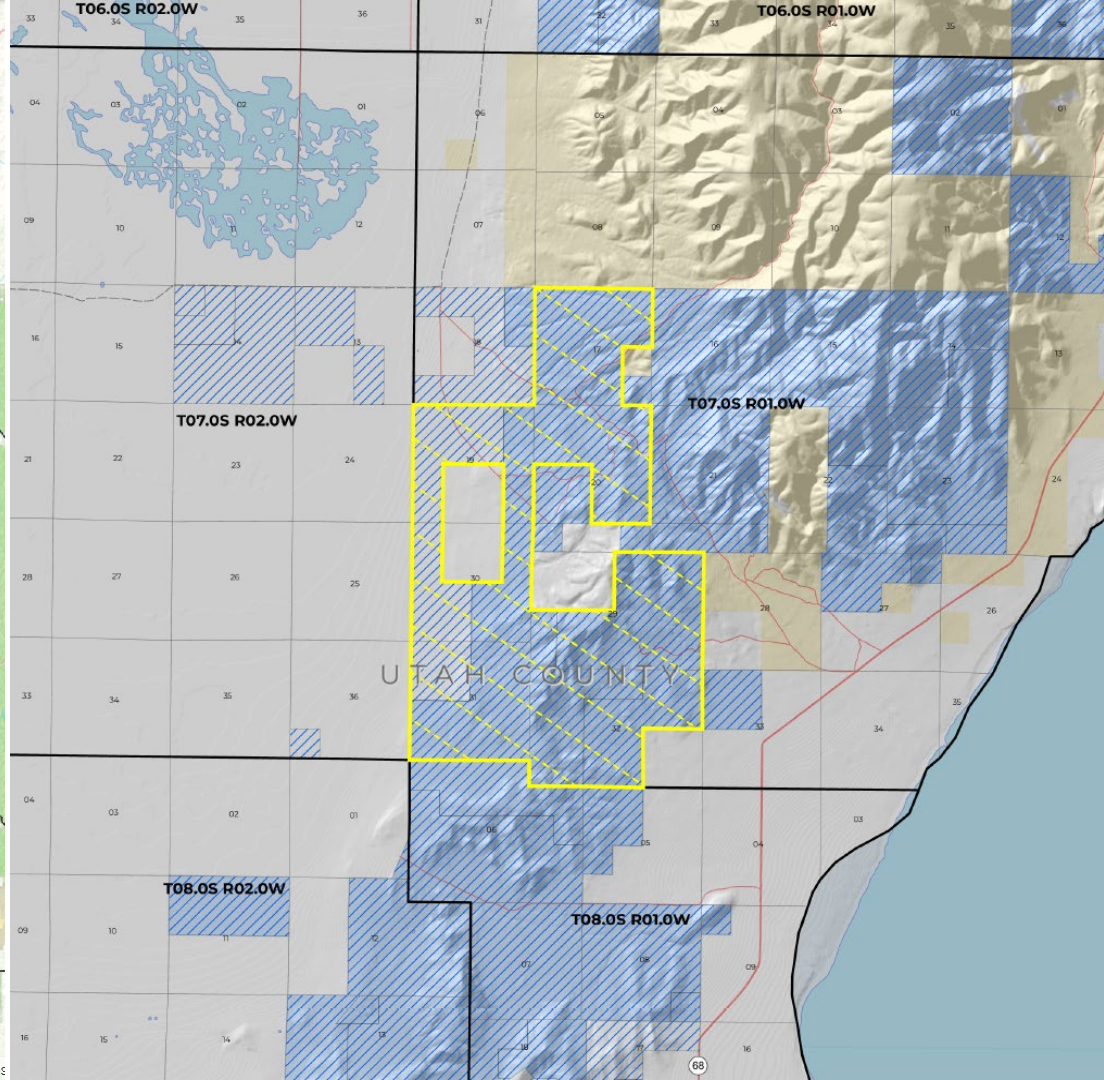 T06.0S R02.0W
T06.0S R01.0W
33 34 35 36 31 32 34 35 36
04 03 02 01 06 05 04 03 02 01
09 10 11 12 07 08 09 10 11 12
16 15 14 13 18 17 16 15 14 13
T07.0S R02.0W
T07.0S R01.0W
21 22 23 24 19 20 21 22 23 24
28 27 26 25 30 29 28 27 26
UTAH COUNTY
33 34 35 36 31 32 33 34 35
04 03 02 01 06 05 04 03
T08.0S R02.0W
T08.0S R01.0W
09 10 11 12 07 08 09
16 15 14 13 18 17 16
68